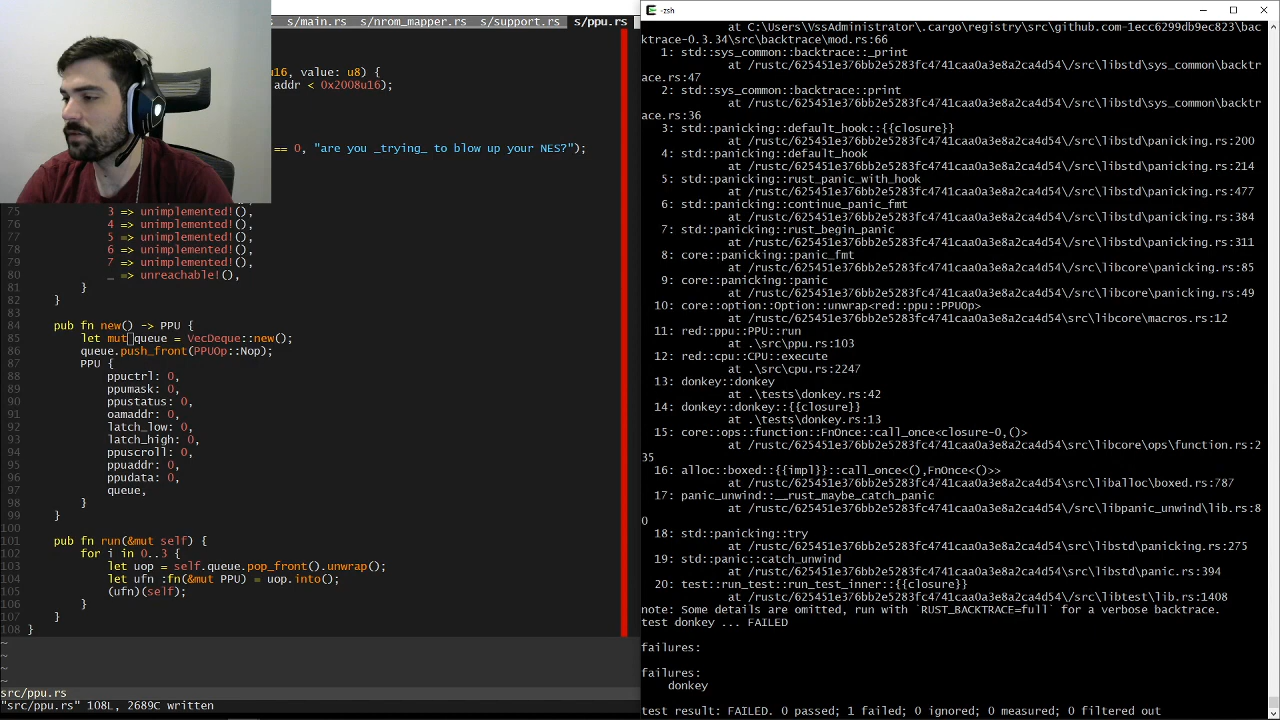 s/main.rs s/nrom_mapper.rs s/support.rs s/ppu.rs
u16, value: u8) {
addr < 0x2008u16);
== 0, "are you _trying_ to blow up your NES?");
75 3 => unimplemented!(),
76 4 => unimplemented!(),
77 5 => unimplemented!(),
78 6 => unimplemented!(),
79 7 => unimplemented!(),
80 _ => unreachable!(),
81 }
82 }
83
84 pub fn new() -> PPU {
85 let mut queue = VecDeque::new();
86 queue.push_front(PPUOp::Nop);
87 PPU {
88 ppuctrl: 0,
89 ppumask: 0,
90 ppustatus: 0,
91 oamaddr: 0,
92 latch_low: 0,
93 latch_high: 0,
94 ppuscroll: 0,
95 ppuaddr: 0,
96 ppudata: 0,
97 queue,
98 }
99 }
100
101 pub fn run(&mut self) {
102 for i in 0..3 {
103 let uop = self.queue.pop_front().unwrap();
104 let ufn :fn(&mut PPU) = uop.into();
105 (ufn)(self);
106 }
107 }
108 }
~
~
~
~
src/ppu.rs
"src/ppu.rs" 108L, 2689C written
-zsh
at C:\Users\VssAdministrator\.cargo\registry\src\github.com-1ecc6299db9ec823\bac
ktrace-0.3.34\src\backtrace\mod.rs:66
1: std::sys_common::backtrace::_print
at /rustc/625451e376bb2e5283fc4741caa0a3e8a2ca4d54\/src\libstd\sys_common\backtr
ace.rs:47
2: std::sys_common::backtrace::print
at /rustc/625451e376bb2e5283fc4741caa0a3e8a2ca4d54\/src\libstd\sys_common\backtr
ace.rs:36
3: std::panicking::default_hook::{{closure}}
at /rustc/625451e376bb2e5283fc4741caa0a3e8a2ca4d54\/src\libstd\panicking.rs:200
4: std::panicking::default_hook
at /rustc/625451e376bb2e5283fc4741caa0a3e8a2ca4d54\/src\libstd\panicking.rs:214
5: std::panicking::rust_panic_with_hook
at /rustc/625451e376bb2e5283fc4741caa0a3e8a2ca4d54\/src\libstd\panicking.rs:477
6: std::panicking::continue_panic_fmt
at /rustc/625451e376bb2e5283fc4741caa0a3e8a2ca4d54\/src\libstd\panicking.rs:384
7: std::panicking::rust_begin_panic
at /rustc/625451e376bb2e5283fc4741caa0a3e8a2ca4d54\/src\libstd\panicking.rs:311
8: core::panicking::panic_fmt
at /rustc/625451e376bb2e5283fc4741caa0a3e8a2ca4d54\/src\libcore\panicking.rs:85
9: core::panicking::panic
at /rustc/625451e376bb2e5283fc4741caa0a3e8a2ca4d54\/src\libcore\panicking.rs:49
10: core::option::Option::unwrap<red::ppu::PPUOp>
at /rustc/625451e376bb2e5283fc4741caa0a3e8a2ca4d54\/src\libcore\macros.rs:12
11: red::ppu::PPU::run
at .\src\ppu.rs:103
12: red::cpu::CPU::execute
at .\src\cpu.rs:2247
13: donkey::donkey
at .\tests\donkey.rs:42
14: donkey::donkey::{{closure}}
at .\tests\donkey.rs:13
15: core::ops::function::FnOnce::call_once<closure-0,()>
at /rustc/625451e376bb2e5283fc4741caa0a3e8a2ca4d54\/src\libcore\ops\function.rs:2
35
16: alloc::boxed::{{impl}}::call_once<(),FnOnce<()>>
at /rustc/625451e376bb2e5283fc4741caa0a3e8a2ca4d54\/src\liballoc\boxed.rs:787
17: panic_unwind::__rust_maybe_catch_panic
at /rustc/625451e376bb2e5283fc4741caa0a3e8a2ca4d54\/src\libpanic_unwind\lib.rs:8
0
18: std::panicking::try
at /rustc/625451e376bb2e5283fc4741caa0a3e8a2ca4d54\/src\libstd\panicking.rs:275
19: std::panic::catch_unwind
at /rustc/625451e376bb2e5283fc4741caa0a3e8a2ca4d54\/src\libstd\panic.rs:394
20: test::run_test::run_test_inner::{{closure}}
at /rustc/625451e376bb2e5283fc4741caa0a3e8a2ca4d54\/src\libtest\lib.rs:1408
note: Some details are omitted, run with `RUST_BACKTRACE=full` for a verbose backtrace.
test donkey ... FAILED
failures:
failures:
donkey
test result: FAILED. 0 passed; 1 failed; 0 ignored; 0 measured; 0 filtered out